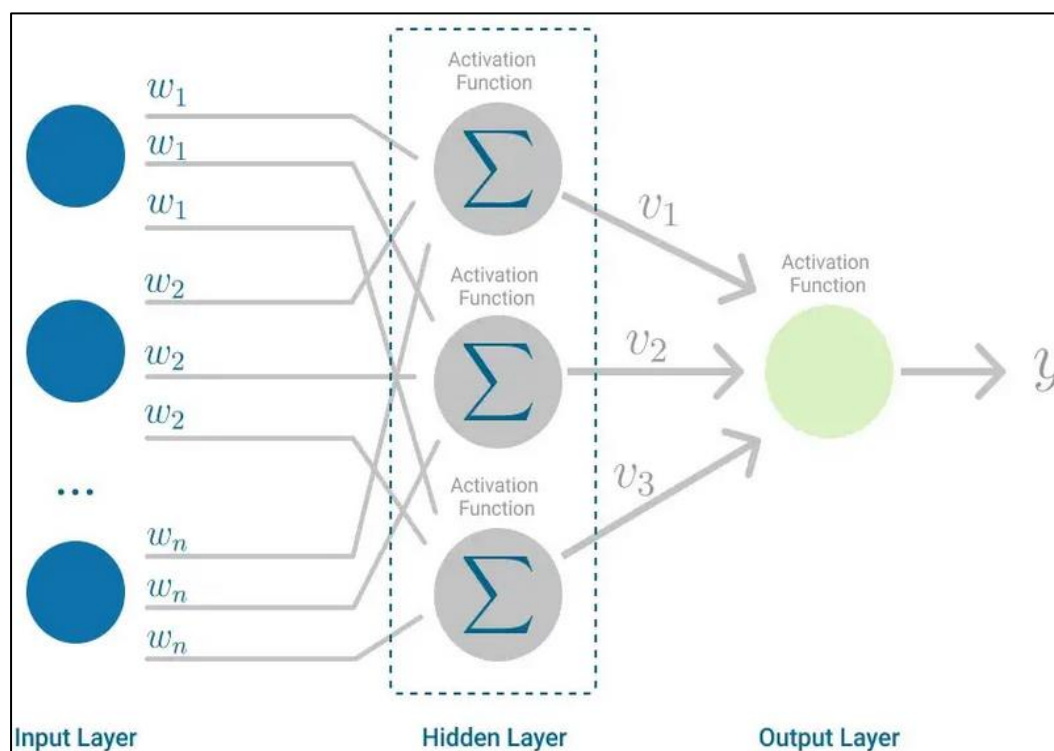 Activation
Function
w₁
Σ
w₁
w₁
v₁
Activation
Function
Activation
Function
w₂
w₂
Σ
v₂
y
w₂
Activation
Function
v₃
...
wₙ
Σ
wₙ
wₙ
Input Layer
Hidden Layer
Output Layer